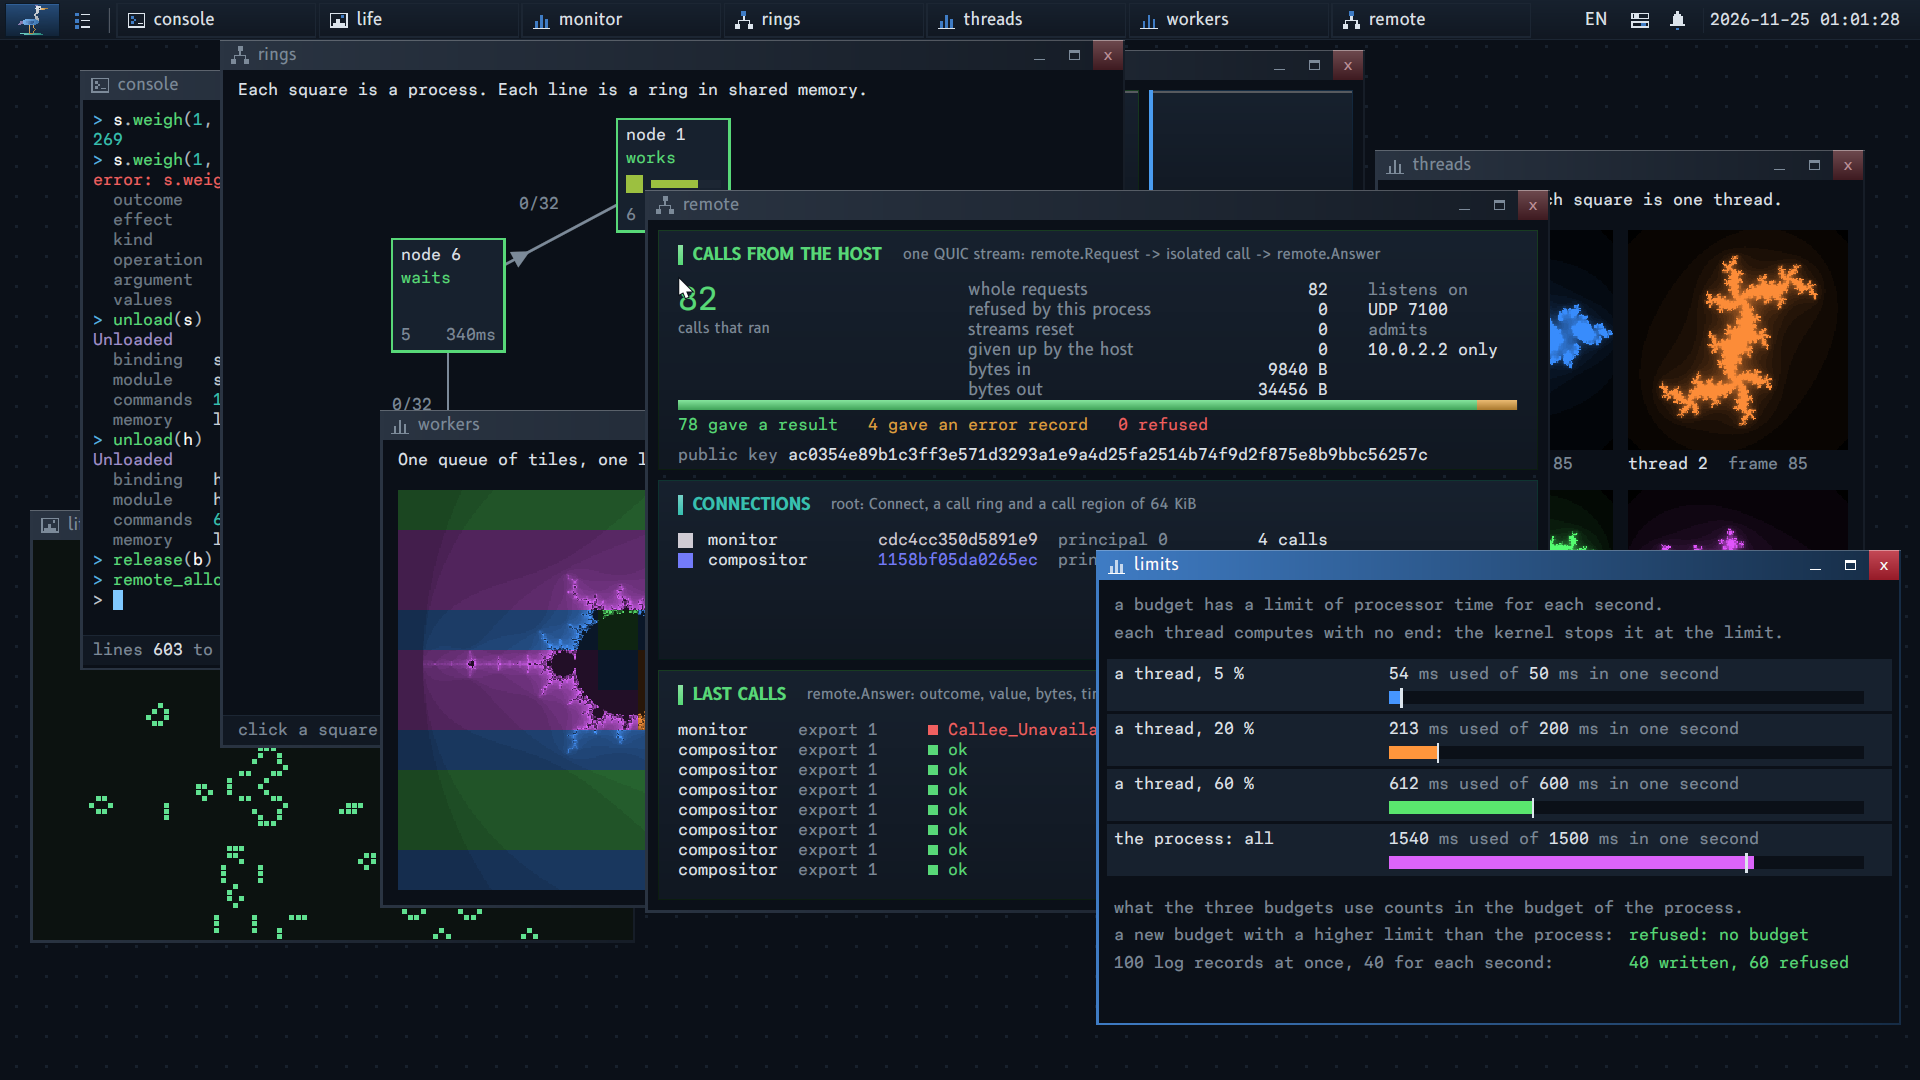 console
life
monitor
rings
threads
workers
remote
EN
2026-11-25 01:01:28
rings
Each square is a process. Each line is a ring in shared memory.
node 1
works
6
0/32
node 6
waits
5 340ms
0/32
click a square
console
> s.weigh(1,
269
> s.weigh(1,
error: s.weig
outcome
effect
kind
operation
argument
values
> unload(s)
Unloaded
binding s
module s
commands 1
memory l
> unload(h)
Unloaded
binding h
module h
commands 6
memory l
> release(b)
> remote_allo
>
lines 603 to
li
workers
One queue of tiles, one l
threads
ch square is one thread.
85
thread 2 frame 85
remote
CALLS FROM THE HOST one QUIC stream: remote.Request -> isolated call -> remote.Answer
82
calls that ran
whole requests 82
refused by this process 0
streams reset 0
given up by the host 0
bytes in 9840 B
bytes out 34456 B
listens on
UDP 7100
admits
10.0.2.2 only
78 gave a result 4 gave an error record 0 refused
public key ac0354e89b1c3ff3e571d3293a1e9a4d25fa2514b74f9d2f875e8b9bbc56257c
CONNECTIONS root: Connect, a call ring and a call region of 64 KiB
monitor cdc4cc350d5891e9 principal 0 4 calls
compositor 1158bf05da0265ec prin
LAST CALLS remote.Answer: outcome, value, bytes, tir
monitor export 1 Callee_Unavaila
compositor export 1 ok
compositor export 1 ok
compositor export 1 ok
compositor export 1 ok
compositor export 1 ok
compositor export 1 ok
compositor export 1 ok
limits
a budget has a limit of processor time for each second.
each thread computes with no end: the kernel stops it at the limit.
a thread, 5 % 54 ms used of 50 ms in one second
a thread, 20 % 213 ms used of 200 ms in one second
a thread, 60 % 612 ms used of 600 ms in one second
the process: all 1540 ms used of 1500 ms in one second
what the three budgets use counts in the budget of the process.
a new budget with a higher limit than the process: refused: no budget
100 log records at once, 40 for each second: 40 written, 60 refused